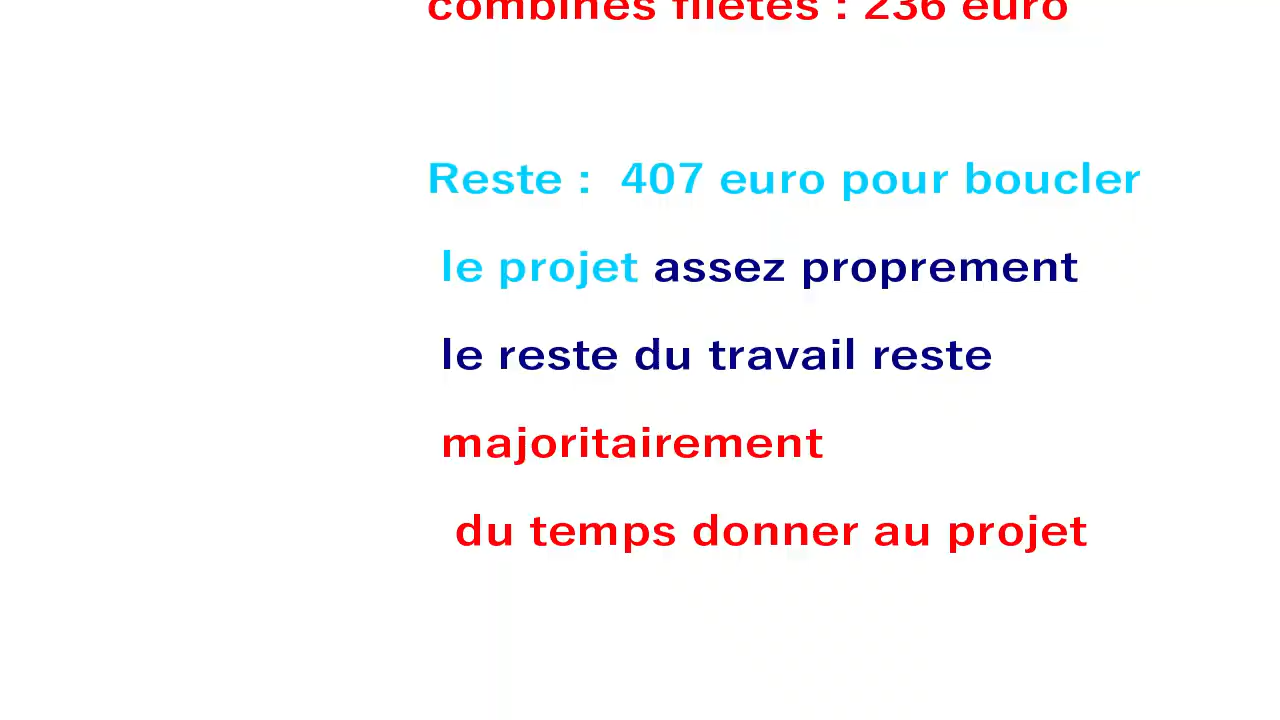 combinés filetés : 236 euro
Reste :  407 euro pour boucler
le projet assez proprement
le reste du travail reste
majoritairement
du temps donner au projet